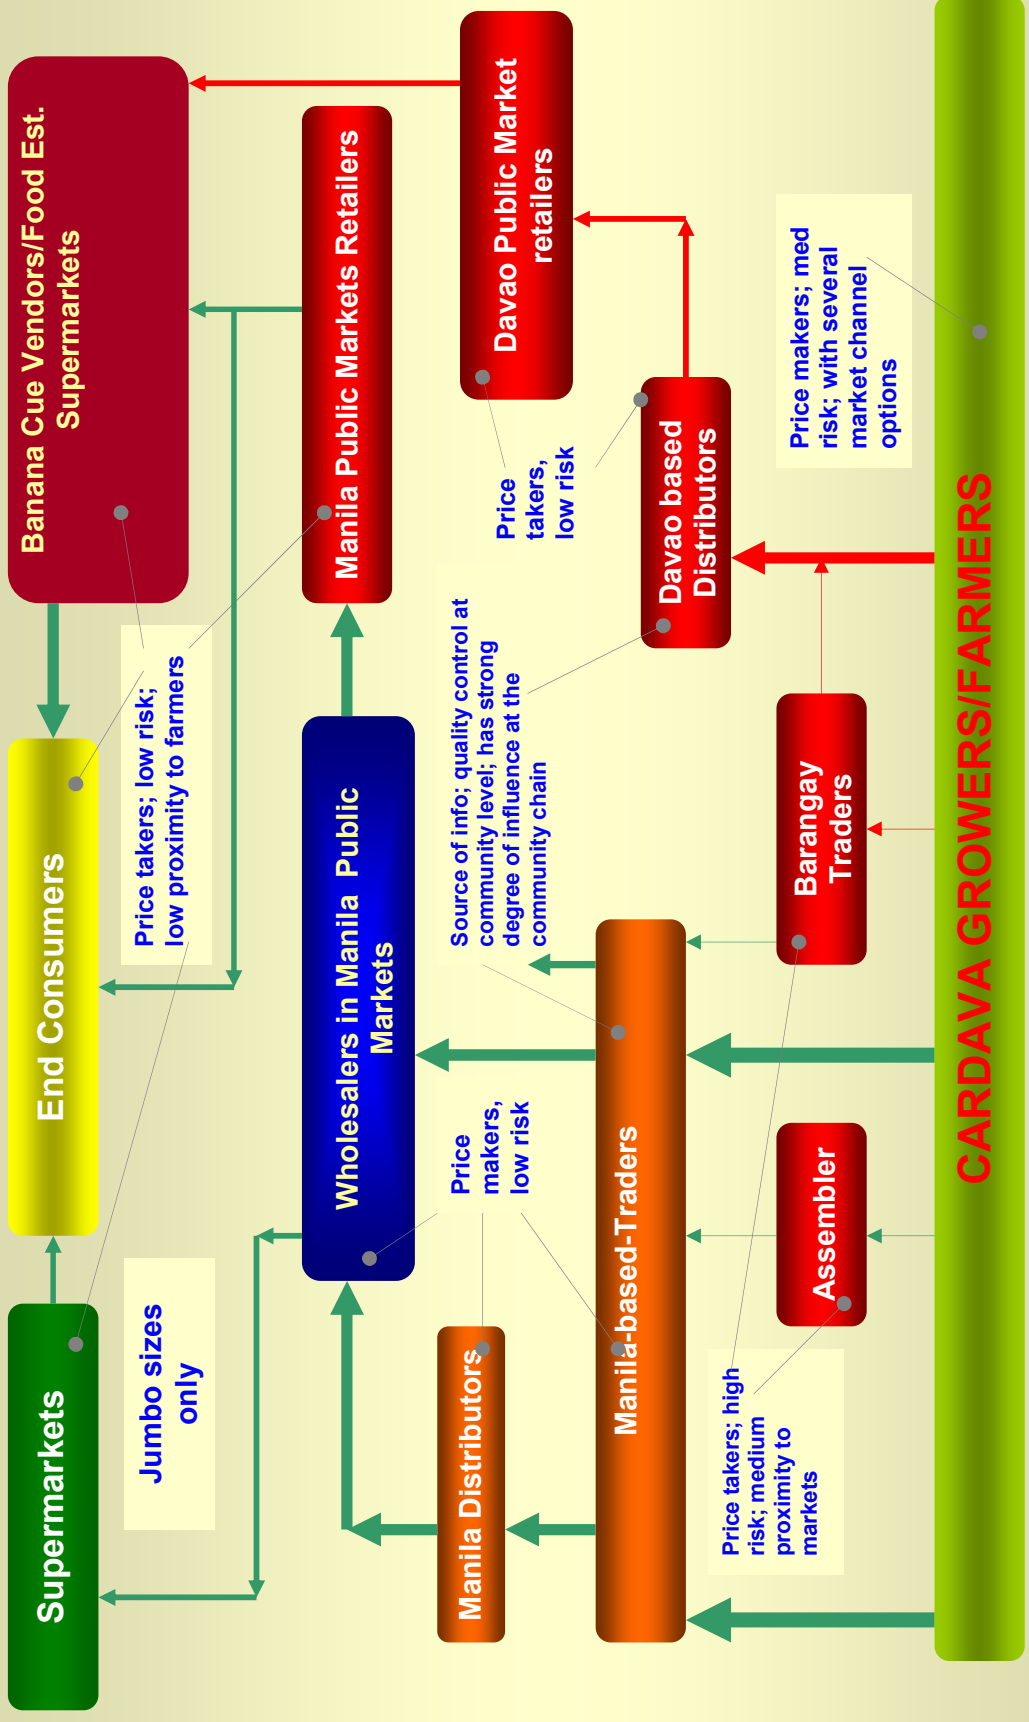 Supermarkets
End Consumers
Banana Cue Vendors/Food Est.
Supermarkets
Jumbo sizes
only
Price takers; low risk;
low proximity to farmers
Wholesalers in Manila Public
Markets
Manila Public Markets Retailers
Manila Distributors
Price
makers,
low risk
Source of info; quality control at
community level; has strong
degree of influence at the
community chain
Price
takers,
low risk
Davao Public Market
retailers
Manila-based-Traders
Davao based
Distributors
Price takers; high
risk; medium
proximity to
markets
Assembler
Barangay
Traders
Price makers; med
risk; with several
market channel
options
CARDAVA GROWERS/FARMERS